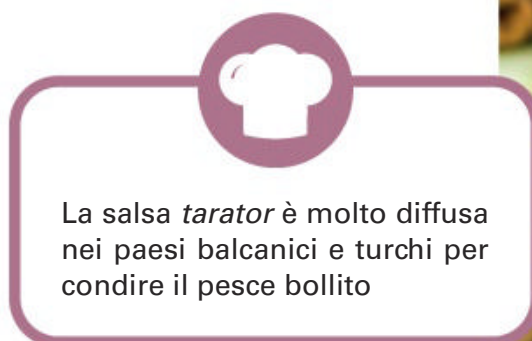 La salsa tarator è molto diffusa
nei paesi balcanici e turchi per
condire il pesce bollito